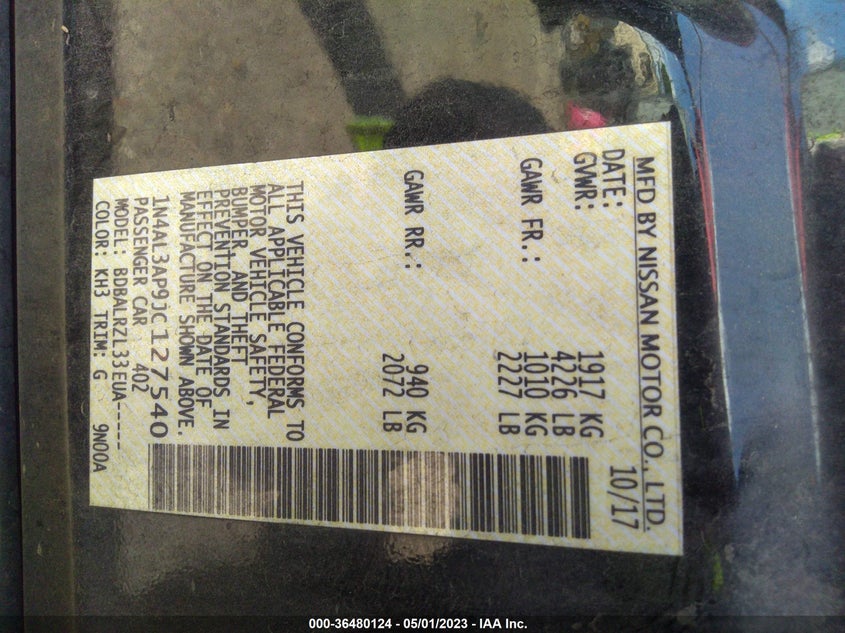 MFD BY NISSAN MOTOR CO., LTD.
DATE: 10/17
GVWR: 1917 KG
4226 LB
GAWR FR.: 1010 KG
2227 LB
GAWR RR.: 940 KG
2072 LB
THIS VEHICLE CONFORMS TO
ALL APPLICABLE FEDERAL
MOTOR VEHICLE SAFETY,
BUMPER AND THEFT
PREVENTION STANDARDS IN
EFFECT ON THE DATE OF
MANUFACTURE SHOWN ABOVE.
1N4AL3AP9JC127540
PASSENGER CAR 402
MODEL: BDBALRZL33EUA-----
COLOR: KH3 TRIM: G 9N00A
000-36480124 - 05/01/2023 - IAA Inc.